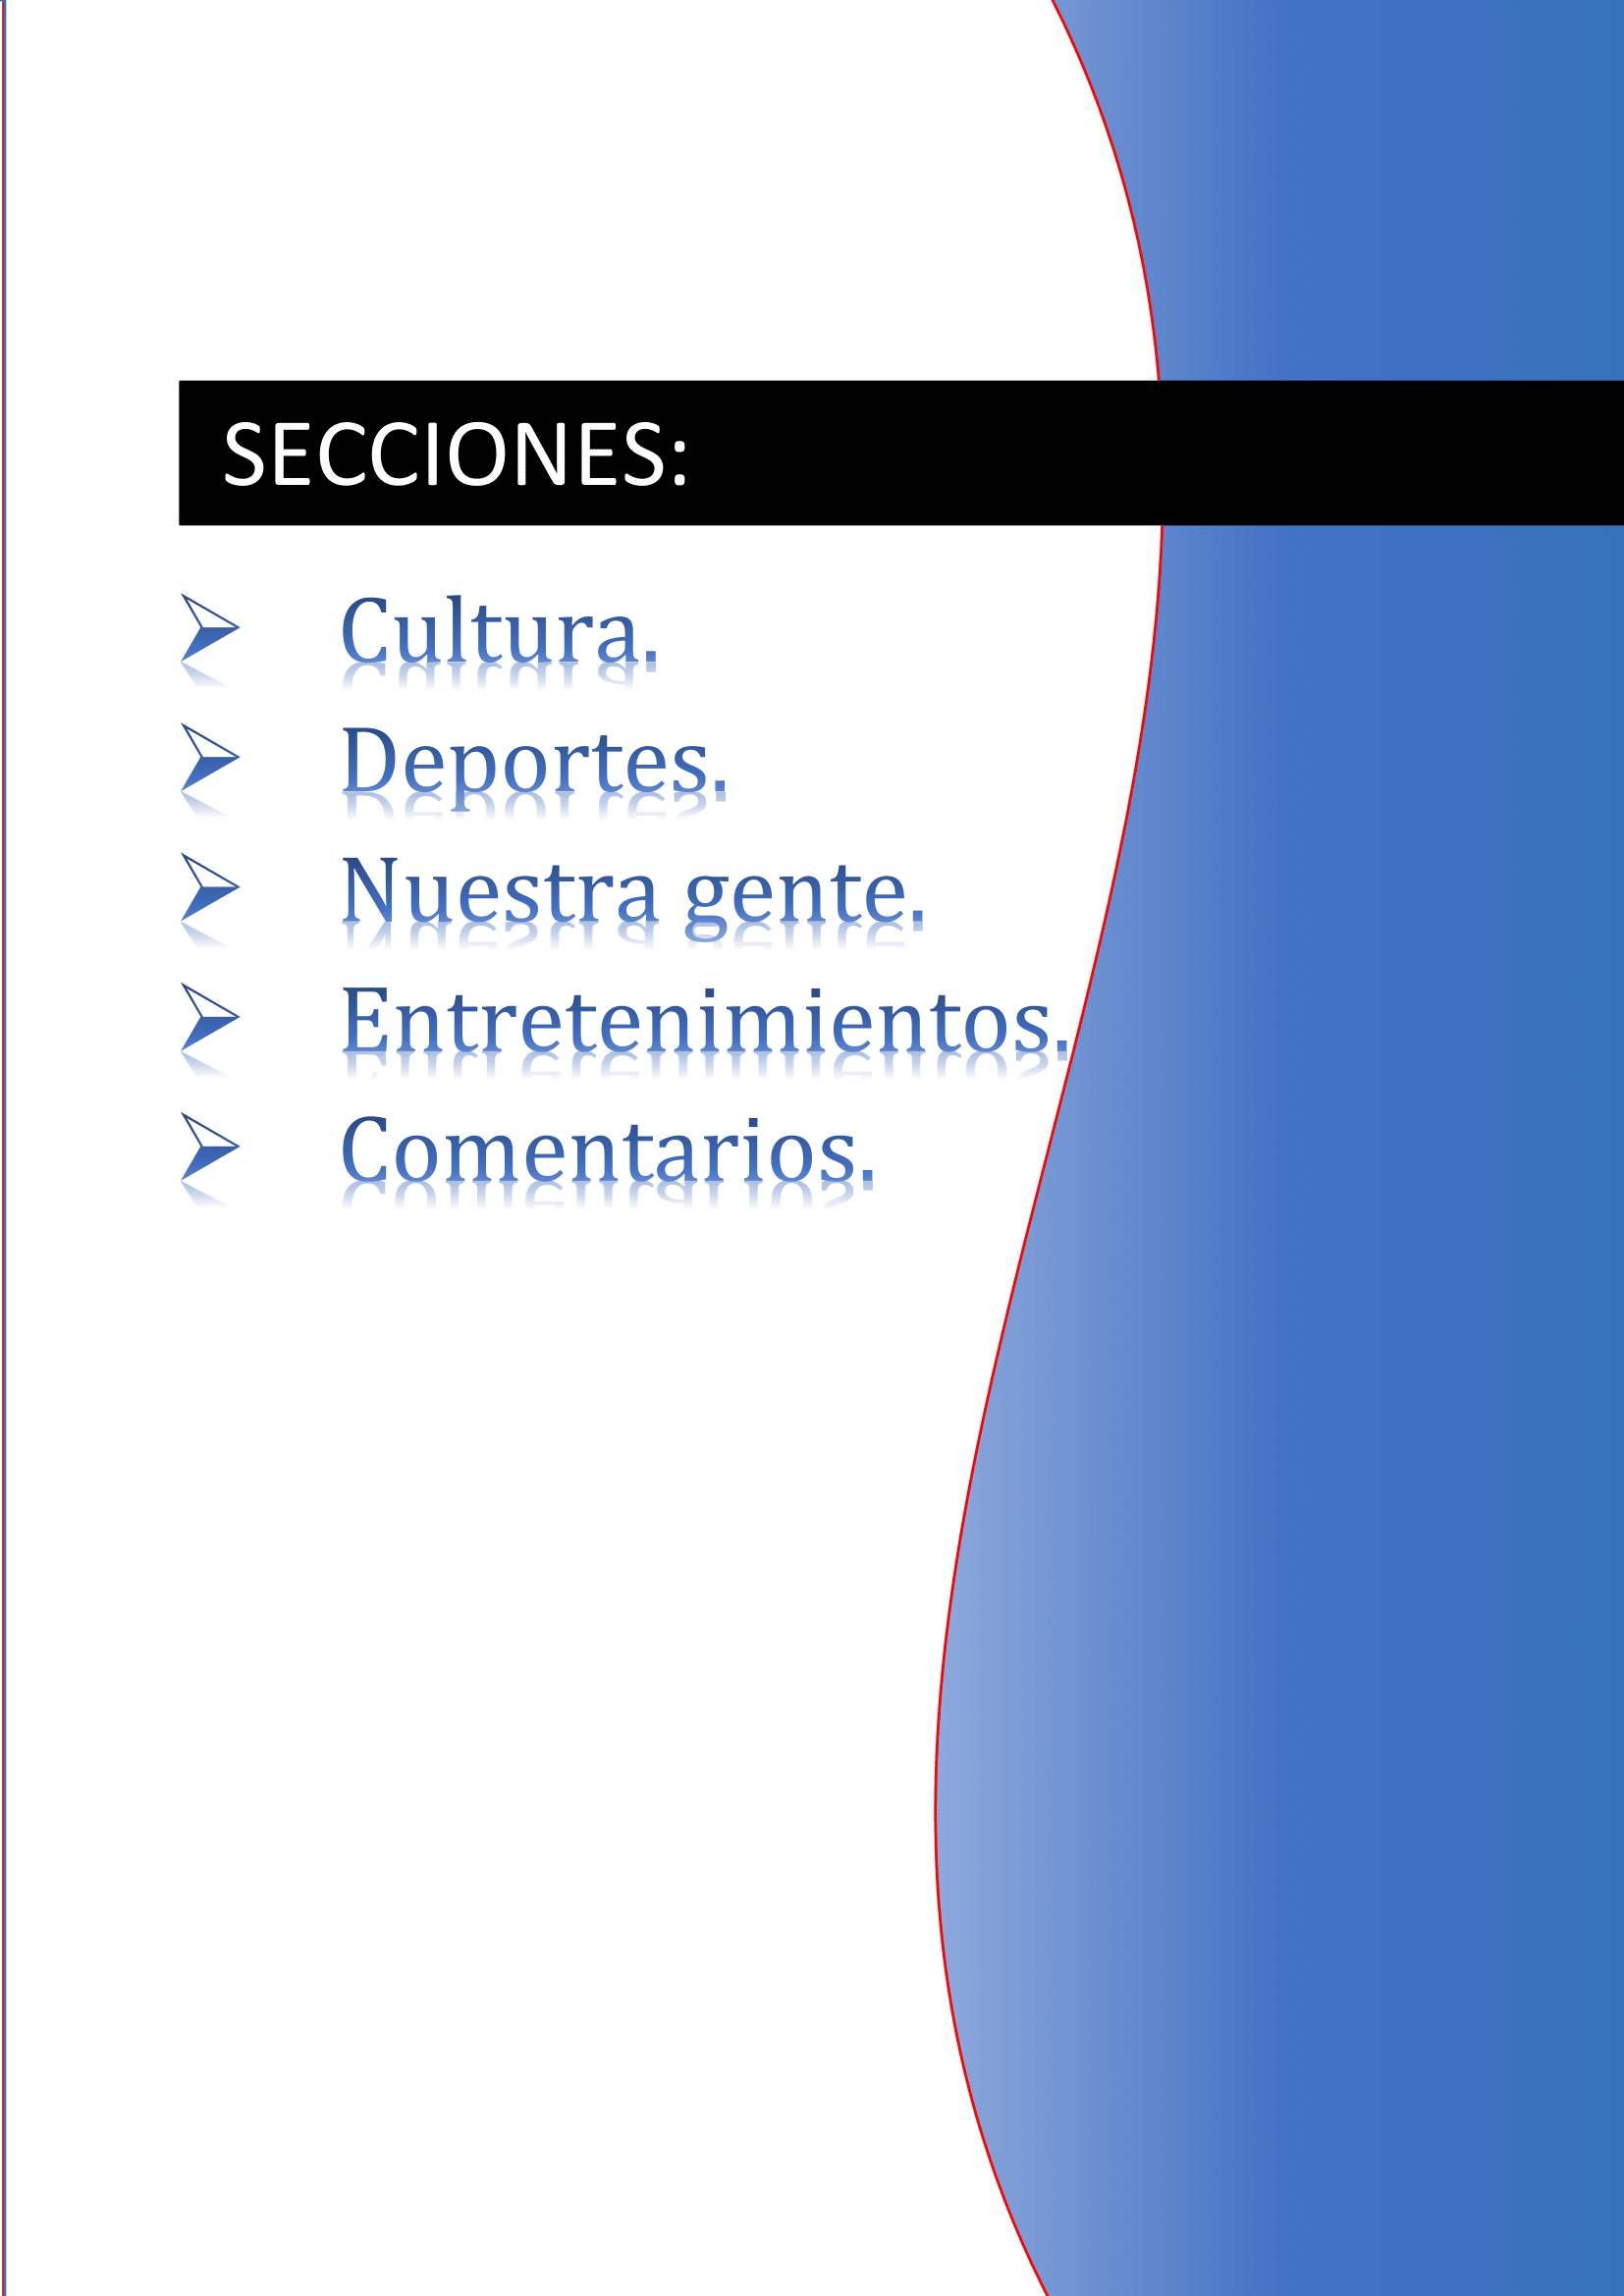 SECCIONES:
Cultura.
Deportes.
Nuestra gente.
Entretenimientos.
Comentarios.